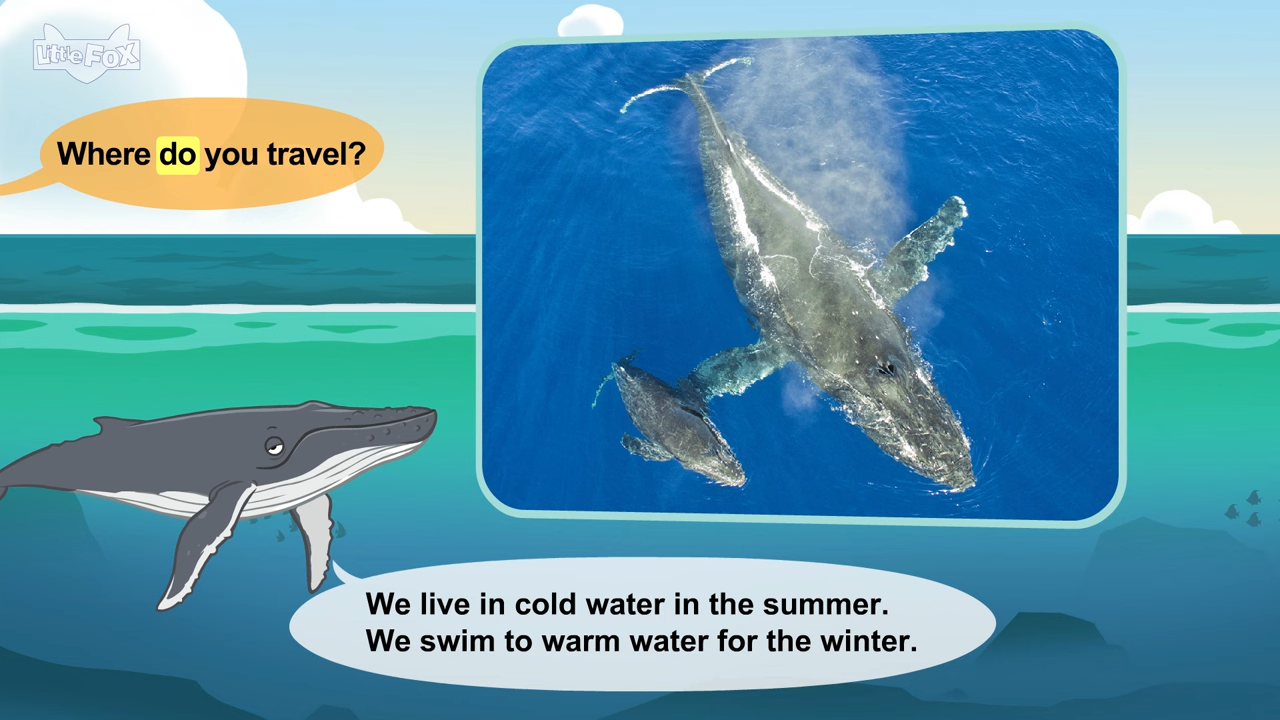 Little Fox
Where do you travel?
We live in cold water in the summer.
We swim to warm water for the winter.